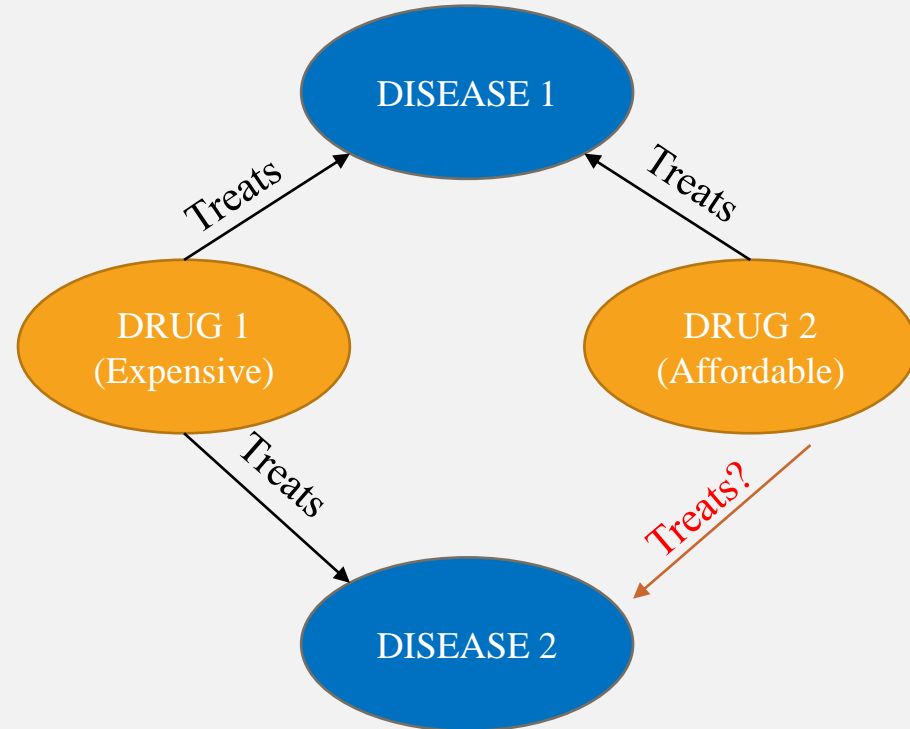 DISEASE 1
Treats
Treats
DRUG 1
(Expensive)
DRUG 2
(Affordable)
Treats
Treats?
DISEASE 2